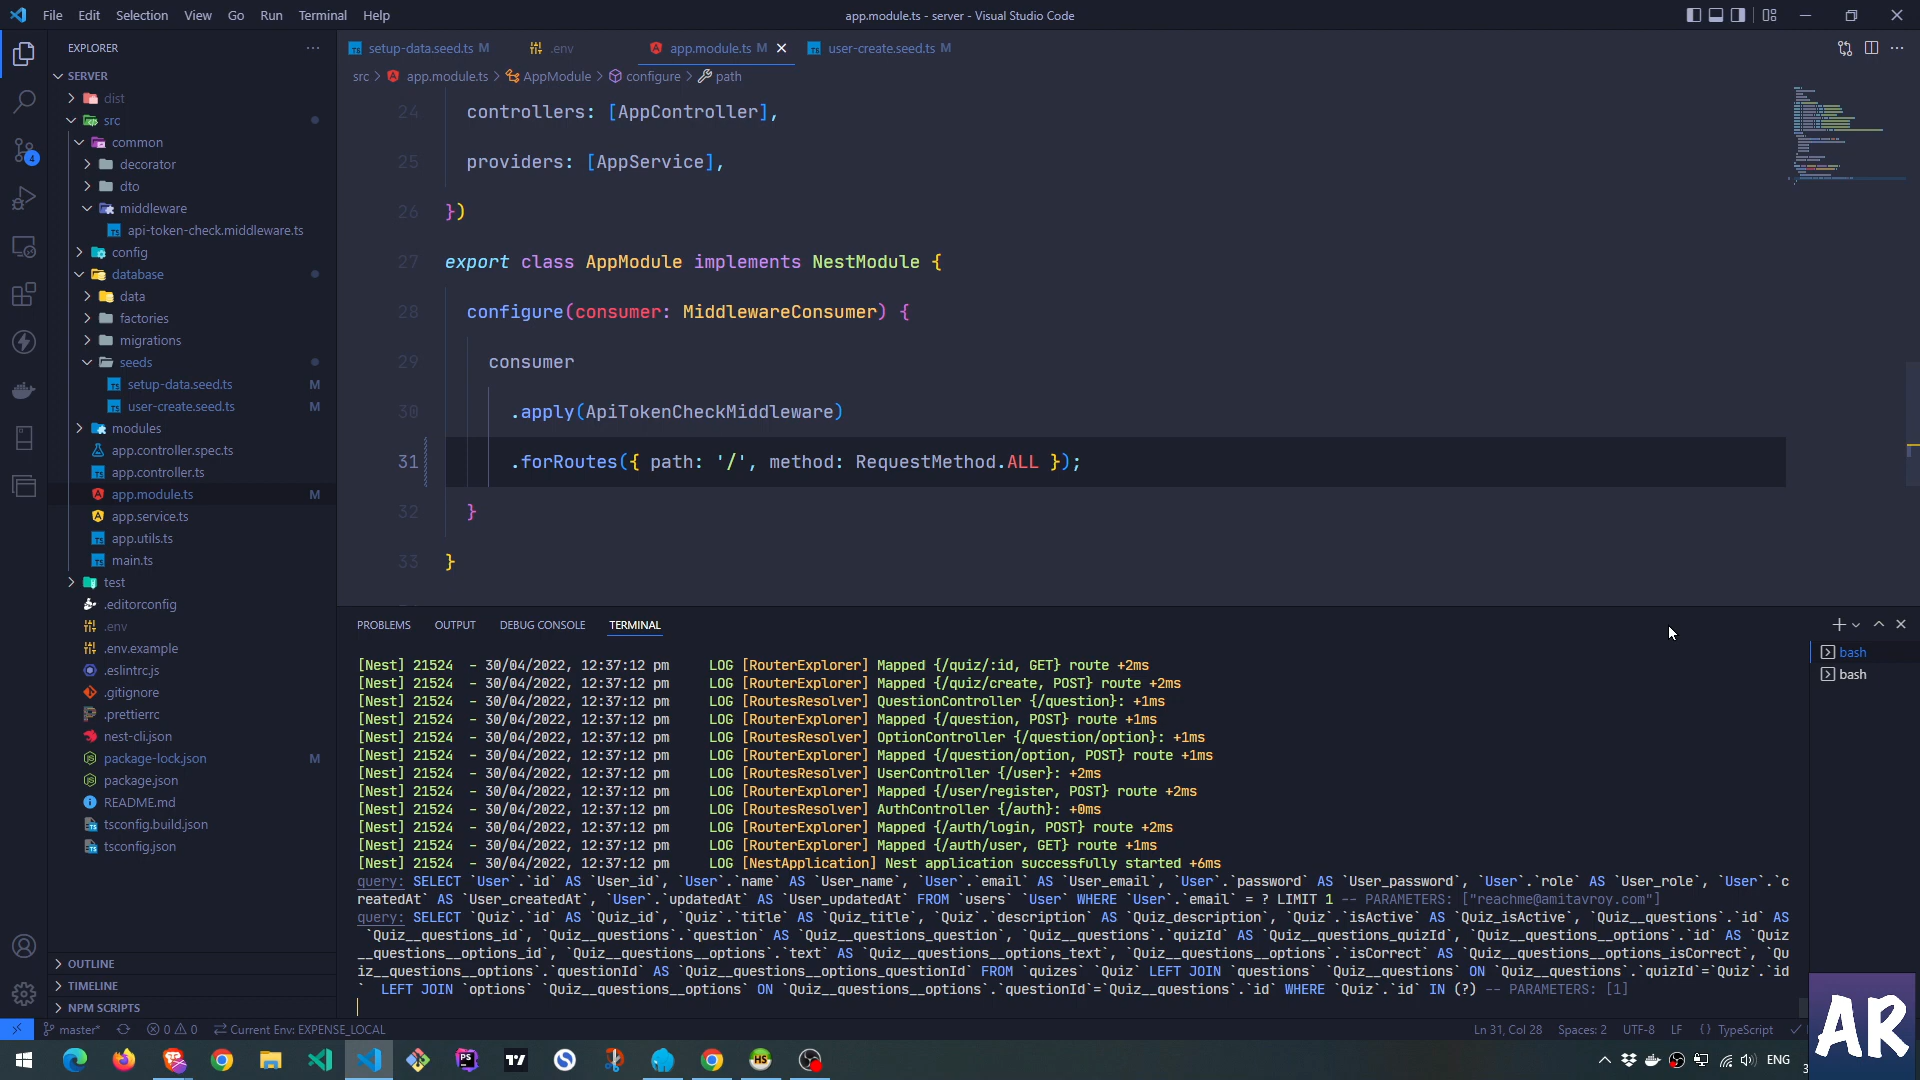 File Edit Selection View Go Run Terminal Help
app.module.ts - server - Visual Studio Code
EXPLORER
SERVER
dist
src
common
decorator
dto
middleware
api-token-check.middleware.ts
config
database
data
factories
migrations
seeds
setup-data.seed.ts M
user-create.seed.ts M
modules
app.controller.spec.ts
app.controller.ts
app.module.ts M
app.service.ts
app.utils.ts
main.ts
test
.editorconfig
.env
.env.example
.eslintrc.js
.gitignore
.prettierrc
nest-cli.json
package-lock.json M
package.json
README.md
tsconfig.build.json
tsconfig.json
OUTLINE
TIMELINE
NPM SCRIPTS
4
setup-data.seed.ts M .env app.module.ts M user-create.seed.ts M
src > app.module.ts > AppModule > configure > path
24 controllers: [AppController],
25 providers: [AppService],
26 })
27 export class AppModule implements NestModule {
28 configure(consumer: MiddlewareConsumer) {
29 consumer
30 .apply(ApiTokenCheckMiddleware)
31 .forRoutes({ path: '/', method: RequestMethod.ALL });
32 }
33 }
PROBLEMS OUTPUT DEBUG CONSOLE TERMINAL
bash
bash
[Nest] 21524 - 30/04/2022, 12:37:12 pm LOG [RouterExplorer] Mapped {/quiz/:id, GET} route +2ms
[Nest] 21524 - 30/04/2022, 12:37:12 pm LOG [RouterExplorer] Mapped {/quiz/create, POST} route +2ms
[Nest] 21524 - 30/04/2022, 12:37:12 pm LOG [RoutesResolver] QuestionController {/question}: +1ms
[Nest] 21524 - 30/04/2022, 12:37:12 pm LOG [RouterExplorer] Mapped {/question, POST} route +1ms
[Nest] 21524 - 30/04/2022, 12:37:12 pm LOG [RoutesResolver] OptionController {/question/option}: +1ms
[Nest] 21524 - 30/04/2022, 12:37:12 pm LOG [RouterExplorer] Mapped {/question/option, POST} route +1ms
[Nest] 21524 - 30/04/2022, 12:37:12 pm LOG [RoutesResolver] UserController {/user}: +2ms
[Nest] 21524 - 30/04/2022, 12:37:12 pm LOG [RouterExplorer] Mapped {/user/register, POST} route +2ms
[Nest] 21524 - 30/04/2022, 12:37:12 pm LOG [RoutesResolver] AuthController {/auth}: +0ms
[Nest] 21524 - 30/04/2022, 12:37:12 pm LOG [RouterExplorer] Mapped {/auth/login, POST} route +2ms
[Nest] 21524 - 30/04/2022, 12:37:12 pm LOG [RouterExplorer] Mapped {/auth/user, GET} route +1ms
[Nest] 21524 - 30/04/2022, 12:37:12 pm LOG [NestApplication] Nest application successfully started +6ms
query: SELECT `User`.`id` AS `User_id`, `User`.`name` AS `User_name`, `User`.`email` AS `User_email`, `User`.`password` AS `User_password`, `User`.`role` AS `User_role`, `User`.`c
reatedAt` AS `User_createdAt`, `User`.`updatedAt` AS `User_updatedAt` FROM `users` `User` WHERE `User`.`email` = ? LIMIT 1 -- PARAMETERS: ["reachme@amitavroy.com"]
query: SELECT `Quiz`.`id` AS `Quiz_id`, `Quiz`.`title` AS `Quiz_title`, `Quiz`.`description` AS `Quiz_description`, `Quiz`.`isActive` AS `Quiz_isActive`, `Quiz__questions`.`id` AS
`Quiz__questions_id`, `Quiz__questions`.`question` AS `Quiz__questions_question`, `Quiz__questions`.`quizId` AS `Quiz__questions_quizId`, `Quiz__questions__options`.`id` AS `Quiz
__questions__options_id`, `Quiz__questions__options`.`text` AS `Quiz__questions__options_text`, `Quiz__questions__options`.`isCorrect` AS `Quiz__questions__options_isCorrect`, `Qu
iz__questions__options`.`questionId` AS `Quiz__questions__options_questionId` FROM `quizes` `Quiz` LEFT JOIN `questions` `Quiz__questions` ON `Quiz__questions`.`quizId`=`Quiz`.`id
` LEFT JOIN `options` `Quiz__questions__options` ON `Quiz__questions__options`.`questionId`=`Quiz__questions`.`id` WHERE `Quiz`.`id` IN (?) -- PARAMETERS: [1]
master* 0 0 Current Env: EXPENSE_LOCAL Ln 31, Col 28 Spaces: 2 UTF-8 LF {} TypeScript
PS HS ENG
AR